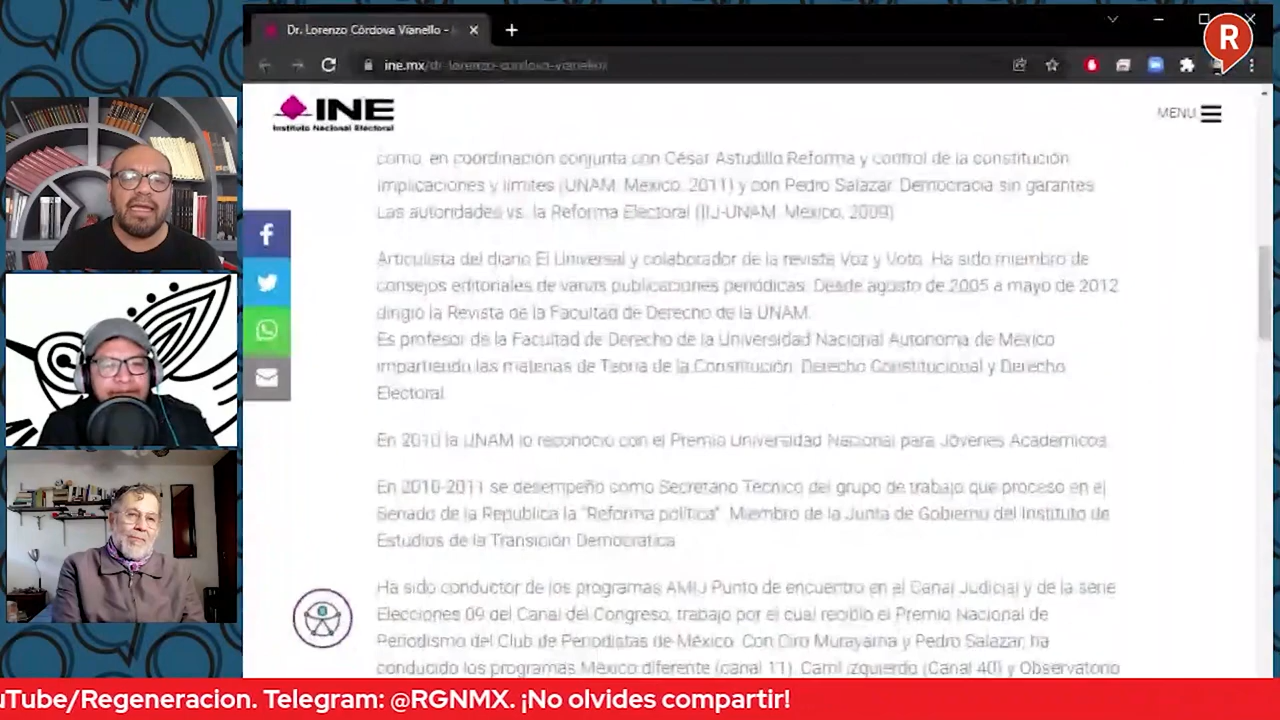 Dr. Lorenzo Córdova Vianello -
R
ine.mx/dr-lorenzo-cordova-vianello/
INE
Instituto Nacional Electoral
MENU
como, en coordinación conjunta con César Astudillo Reforma y control de la constitución
implicaciones y límites (UNAM, México, 2011) y con Pedro Salazar, Democracia sin garantes
Las autoridades vs. la Reforma Electoral (IIJ-UNAM, México, 2009)
Articulista del diario El Universal y colaborador de la revista Voz y Voto. Ha sido miembro de
consejos editoriales de varias publicaciones periódicas. Desde agosto de 2005 a mayo de 2012
dirigió la Revista de la Facultad de Derecho de la UNAM.
Es profesor de la Facultad de Derecho de la Universidad Nacional Autónoma de México
impartiendo las materias de Teoría de la Constitución, Derecho Constitucional y Derecho
Electoral.
En 2010 la UNAM lo reconoció con el Premio Universidad Nacional para Jóvenes Académicos.
En 2010-2011 se desempeñó como Secretario Técnico del grupo de trabajo que procesó en el
Senado de la República la "Reforma política". Miembro de la Junta de Gobierno del Instituto de
Estudios de la Transición Democrática
Ha sido conductor de los programas AMIJ Punto de encuentro en el Canal Judicial y de la serie
Elecciones 09 del Canal del Congreso, trabajo por el cual recibió el Premio Nacional de
Periodismo del Club de Periodistas de México. Con Ciro Murayama y Pedro Salazar, ha
conducido los programas México diferente (canal 11), Carril izquierdo (Canal 40) y Observatorio
uTube/Regeneracion. Telegram: @RGNMX. ¡No olvides compartir!